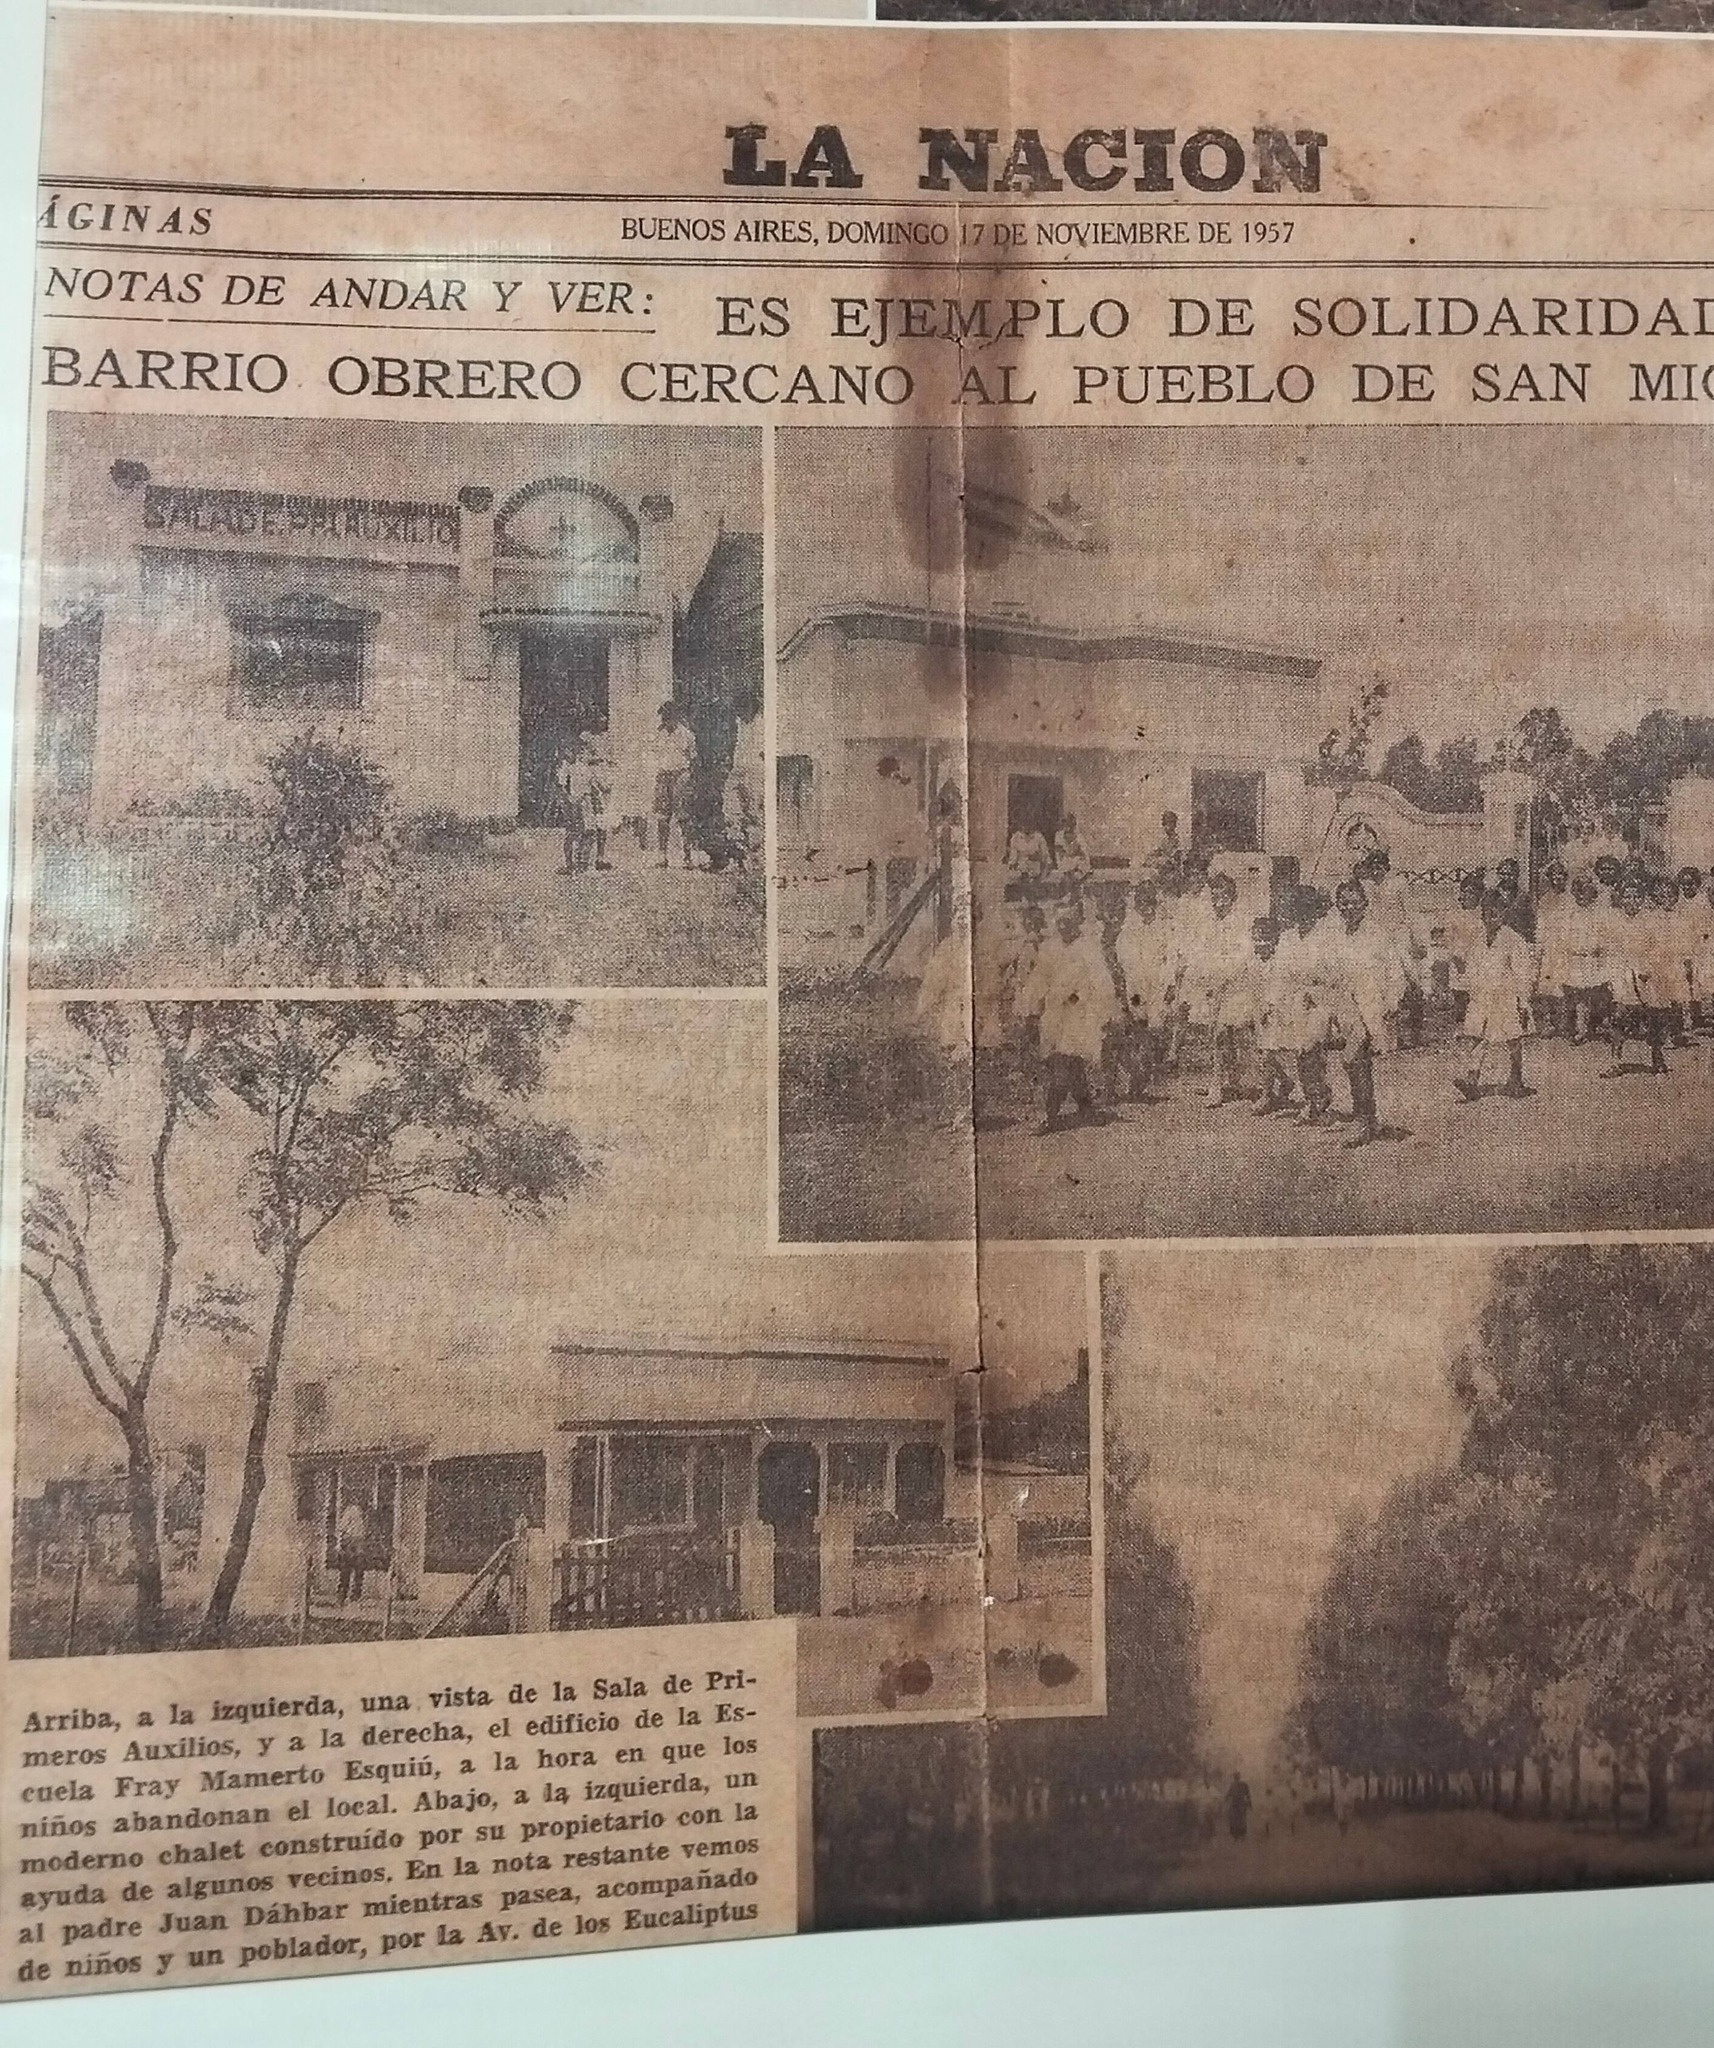 LA NACION
ÁGINAS
BUENOS AIRES, DOMINGO 17 DE NOVIEMBRE DE 1957
NOTAS DE ANDAR Y VER: ES EJEMPLO DE SOLIDARIDAD
BARRIO OBRERO CERCANO AL PUEBLO DE SAN MIG
SALA DE PRI. AUXILIO
Arriba, a la izquierda, una vista de la Sala de Pri-
meros Auxilios, y a la derecha, el edificio de la Es-
cuela Fray Mamerto Esquiú, a la hora en que los
niños abandonan el local. Abajo, a la izquierda, un
moderno chalet construído por su propietario con la
ayuda de algunos vecinos. En la nota restante vemos
al padre Juan Dáhbar mientras pasea, acompañado
de niños y un poblador, por la Av. de los Eucaliptus